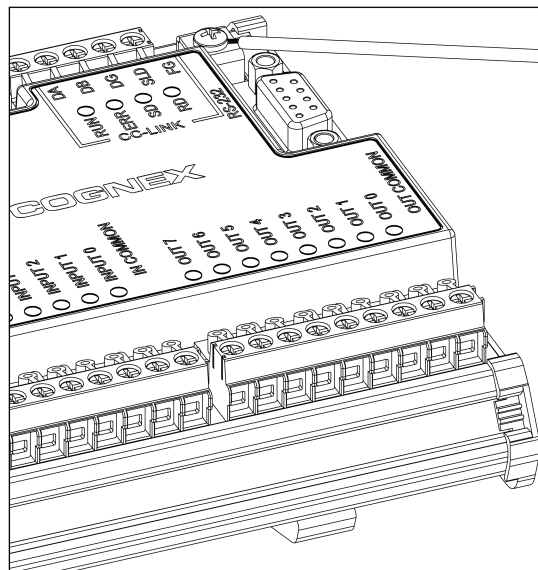 DA
DB
DG
SLD
FG
RUN
ERR
SD
RD
CC-LINK
RS-232
COGNEX
INPUT 2
INPUT 1
INPUT 0
IN COMMON
OUT 7
OUT 6
OUT 5
OUT 4
OUT 3
OUT 2
OUT 1
OUT 0
OUT COMMON